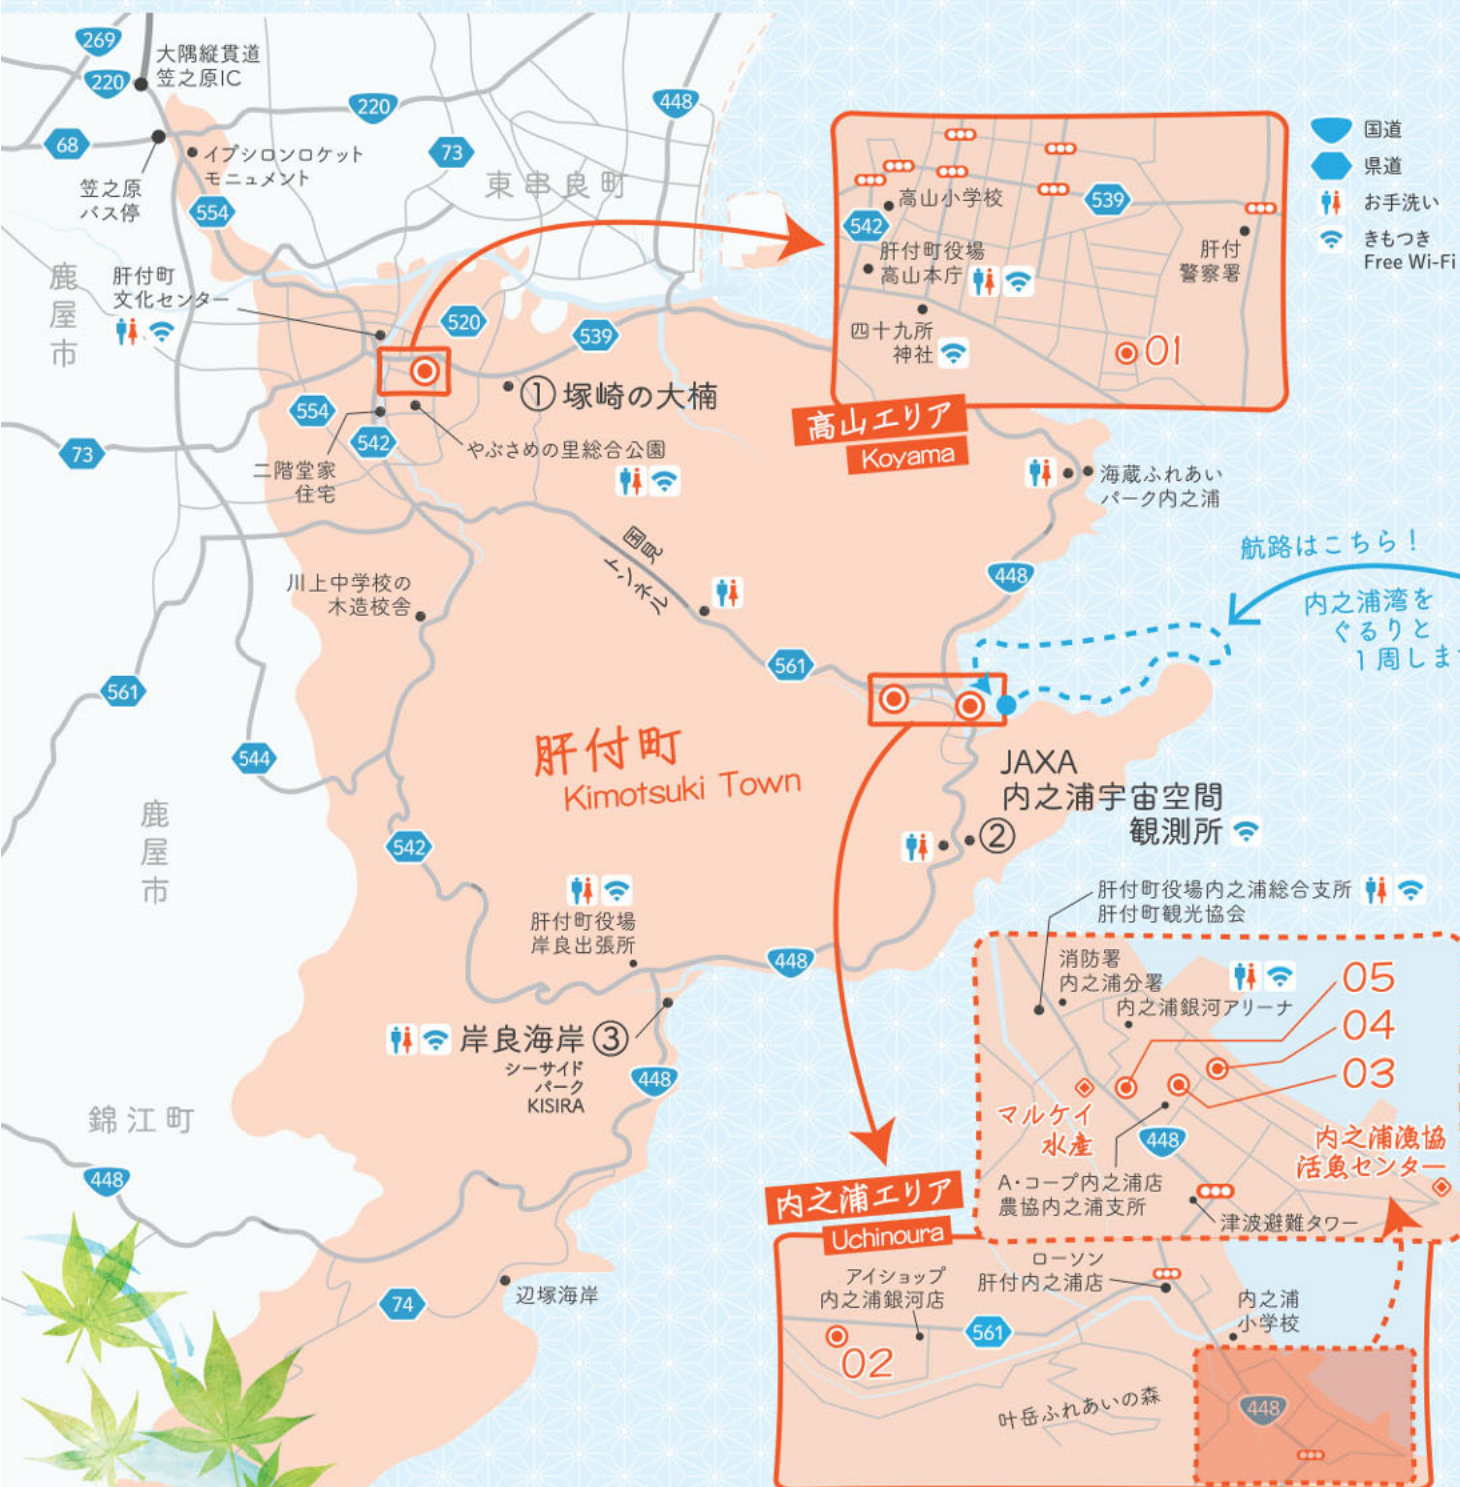 269
大隅縦貫道
笠之原IC
220
220
448
68
73
笠之原
バス停
イプシロンロケット
モニュメント
554
東串良町
鹿屋市
肝付町
文化センター
520
539
①塚崎の大楠
554
542
73
二階堂家
住宅
やぶさめの里総合公園
高山小学校
539
542
肝付町役場
高山本庁
肝付
警察署
四十九所
神社
01
高山エリア
Koyama
国道
県道
お手洗い
きもつき
Free Wi-Fi
海蔵ふれあい
パーク内之浦
国見
トンネル
448
航路はこちら!
内之浦湾を
ぐるりと
1周しま
川上中学校の
木造校舎
561
561
544
肝付町
Kimotsuki Town
JAXA
内之浦宇宙空間
観測所
②
鹿屋市
542
肝付町役場
岸良出張所
448
岸良海岸③
シーサイド
パーク
KISIRA
448
錦江町
448
肝付町役場内之浦総合支所
肝付町観光協会
消防署
内之浦分署
内之浦銀河アリーナ
05
04
03
マルケイ
水産
448
内之浦漁協
活魚センター
A・コープ内之浦店
農協内之浦支所
津波避難タワー
内之浦エリア
Uchinoura
アイショップ
内之浦銀河店
ローソン
肝付内之浦店
内之浦
小学校
561
02
叶岳ふれあいの森
448
74
辺塚海岸